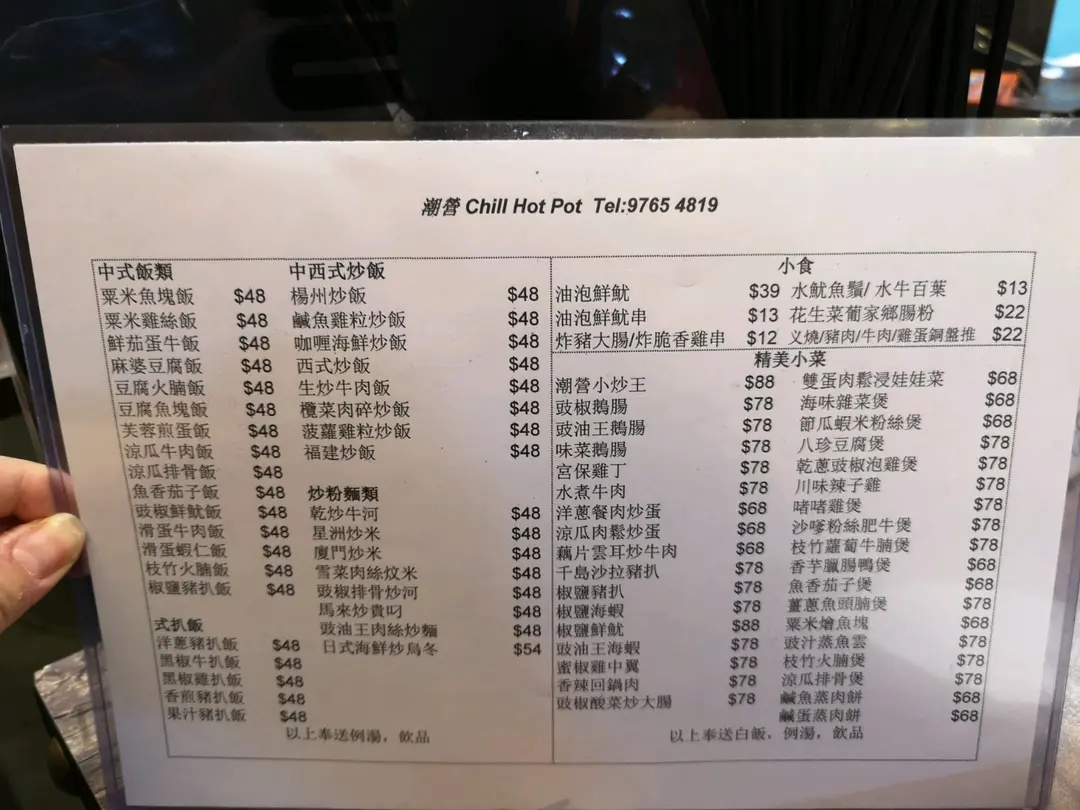 潮營 Chill Hot Pot Tel:9765 4819
中式飯類
粟米魚塊飯 $48
粟米雞絲飯 $48
鮮茄蛋牛飯 $48
麻婆豆腐飯 $48
豆腐火腩飯 $48
豆腐魚塊飯 $48
芙蓉煎蛋飯 $48
涼瓜牛肉飯 $48
涼瓜排骨飯 $48
魚香茄子飯 $48
豉椒鮮魷飯 $48
滑蛋牛肉飯 $48
滑蛋蝦仁飯 $48
枝竹火腩飯 $48
椒鹽豬扒飯 $48
式扒飯
洋蔥豬扒飯 $48
黑椒牛扒飯 $48
黑椒雞扒飯 $48
香煎豬扒飯 $48
果汁豬扒飯 $48
中西式炒飯
楊州炒飯 $48
鹹魚雞粒炒飯 $48
咖喱海鮮炒飯 $48
西式炒飯 $48
生炒牛肉飯 $48
欖菜肉碎炒飯 $48
菠蘿雞粒炒飯 $48
福建炒飯 $48
炒粉麵類
乾炒牛河 $48
星洲炒米 $48
廈門炒米 $48
雪菜肉絲炆米 $48
豉椒排骨炒河 $48
馬來炒貴叼 $48
豉油王肉絲炒麵 $48
日式海鮮炒烏冬 $54
以上奉送例湯，飲品
小食
油泡鮮魷 $39
油泡鮮魷串 $13
炸豬大腸/炸脆香雞串 $12
水魷魚鬚/ 水牛百葉 $13
花生菜葡家鄉腸粉 $22
义燒/豬肉/牛肉/雞蛋銅盤推 $22
精美小菜
潮營小炒王 $88
豉椒鵝腸 $78
豉油王鵝腸 $78
味菜鵝腸 $78
宮保雞丁 $78
水煮牛肉 $78
洋蔥餐肉炒蛋 $68
涼瓜肉鬆炒蛋 $68
藕片雲耳炒牛肉 $68
千島沙拉豬扒 $78
椒鹽豬扒 $78
椒鹽海蝦 $78
椒鹽鮮魷 $88
豉油王海蝦 $78
蜜椒雞中翼 $78
香辣回鍋肉 $78
豉椒酸菜炒大腸 $78
雙蛋肉鬆浸娃娃菜 $68
海味雜菜煲 $68
節瓜蝦米粉絲煲 $68
八珍豆腐煲 $78
乾蔥豉椒泡雞煲 $78
川味辣子雞 $78
啫啫雞煲 $78
沙嗲粉絲肥牛煲 $78
枝竹蘿蔔牛腩煲 $78
香芋臘腸鴨煲 $68
魚香茄子煲 $68
薑蔥魚頭腩煲 $78
粟米燴魚塊 $68
豉汁蒸魚雲 $78
枝竹火腩煲 $78
涼瓜排骨煲 $78
鹹魚蒸肉餅 $68
鹹蛋蒸肉餅 $68
以上奉送白飯，例湯，飲品